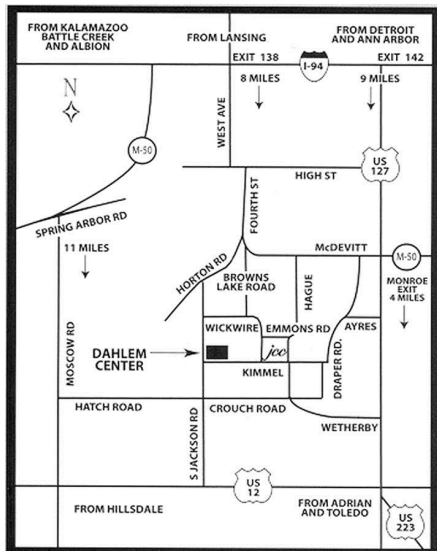 FROM KALAMAZOO
BATTLE CREEK
AND ALBION
FROM LANSING
FROM DETROIT
AND ANN ARBOR
EXIT 138
I-94
EXIT 142
8 MILES
9 MILES
N
WEST AVE
M-50
US
127
HIGH ST
SPRING ARBOR RD
FOURTH ST
11 MILES
McDEVITT
M-50
HORTON RD
BROWNS
LAKE ROAD
HAGUE
MONROE
EXIT
4 MILES
MOSCOW RD
WICKWIRE
EMMONS RD
AYRES
DAHLEM
CENTER
jcc
KIMMEL
DRAPER RD.
HATCH ROAD
S JACKSON RD
CROUCH ROAD
WETHERBY
US
12
FROM HILLSDALE
FROM ADRIAN
AND TOLEDO
US
223